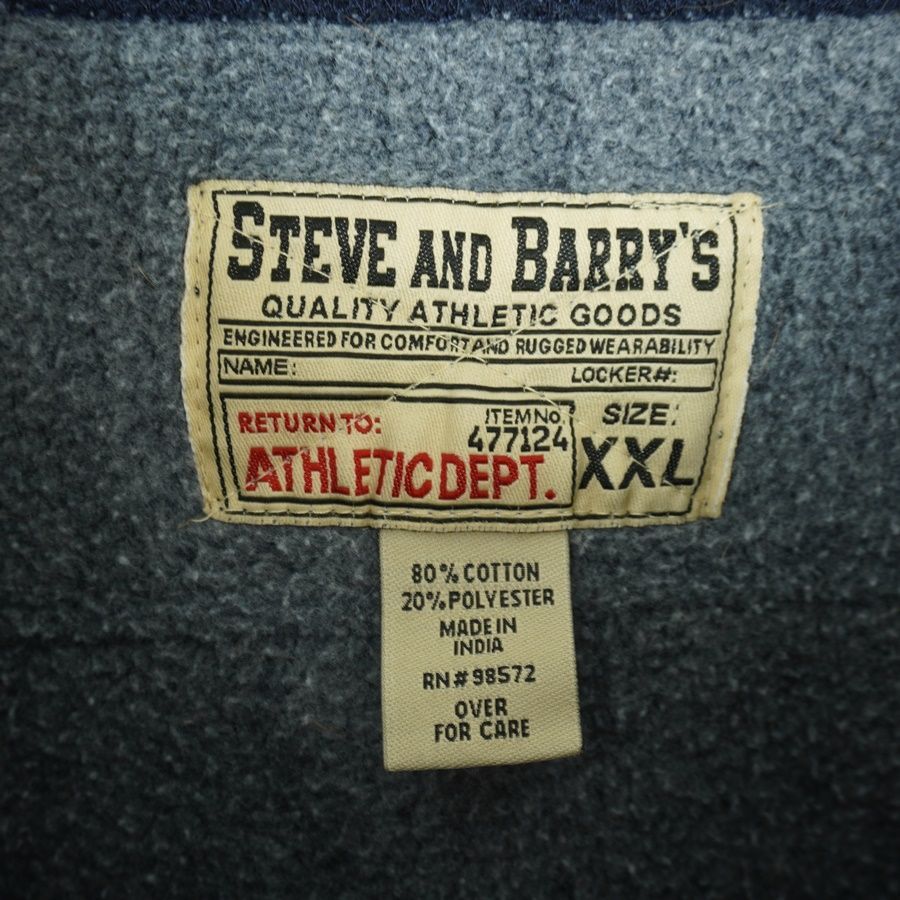 STEVE AND BARRY'S
QUALITY ATHLETIC GOODS
ENGINEERED FOR COMFORT AND RUGGED WEARABILITY
NAME: LOCKER#:
RETURN TO: ITEM No. 477124
ATHLETIC DEPT.
SIZE:
XXL
80% COTTON
20% POLYESTER
MADE IN
INDIA
RN # 98572
OVER
FOR CARE